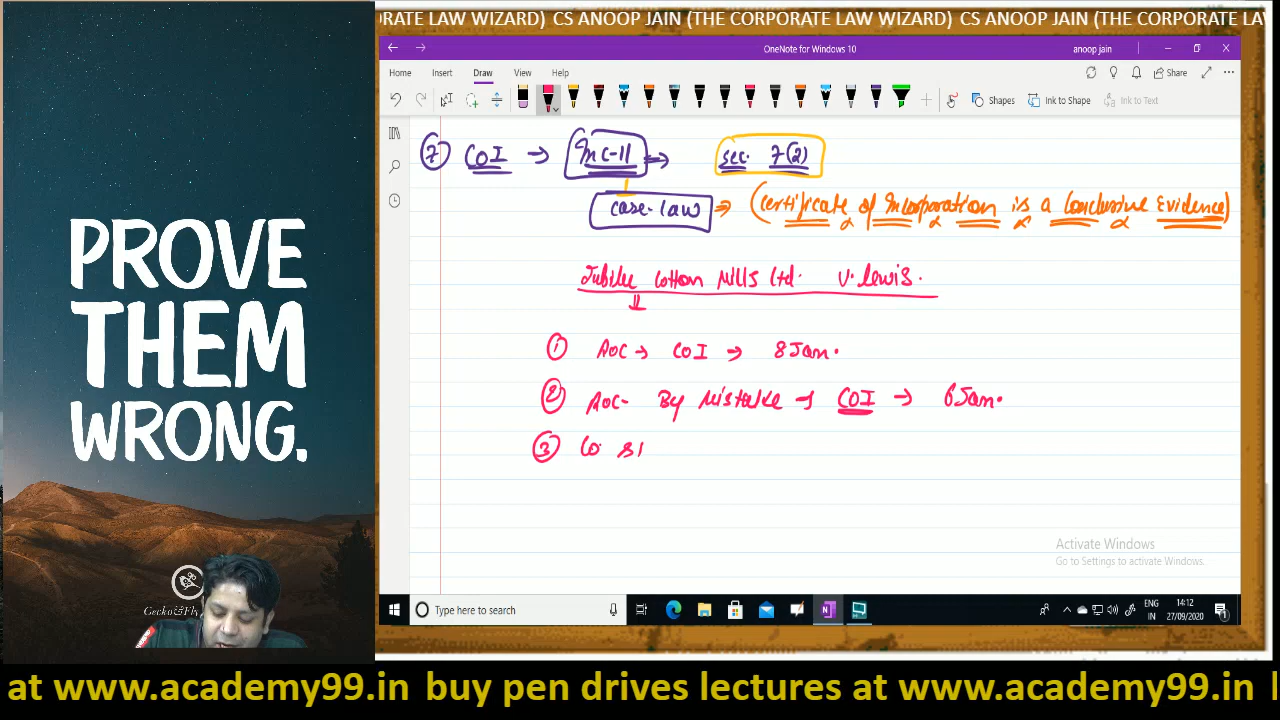 RATE LAW WIZARD) CS ANOOP JAIN (THE CORPORATE LAW WIZARD) CS ANOOP JAIN (THE CORPORATE LA
OneNote for Windows 10
anoop jain
Home Insert Draw View Help
Share
Shapes Ink to Shape Ink to Text
7 COI → Inc-11 ⇒ sec. 7(2)
case-law ⇒ (Certificate of Incorporation is a Conclusive Evidence)
Jubilee Cotton Mills Ltd. V. Lewis.
1 ROC → COI → 8 Jan.
2 ROC- By Mistake → COI → 6 Jan.
3 Co.
PROVE
THEM
WRONG.
Gecko&Fly
Activate Windows
Go to Settings to activate Windows.
Type here to search
ENG
IN
14:12
27/09/2020
at www.academy99.in buy pen drives lectures at www.academy99.in